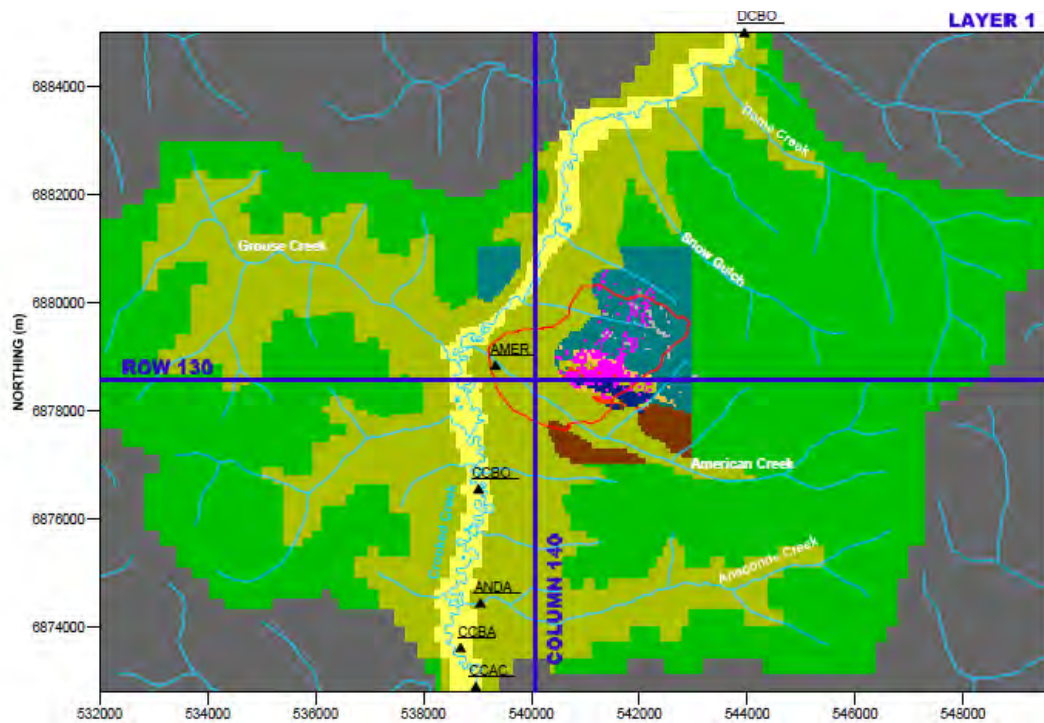 DCBO
LAYER 1
6884000
Dome Creek
6882000
Grouse Creek
Snow Gulch
6880000
NORTHING (m)
AMER
ROW 130
6878000
American Creek
CCBO
6876000
Crooked Creek
Anaconda Creek
COLUMN 140
ANDA
6874000
CCBA
CCAC
532000 534000 536000 538000 540000 542000 544000 546000 548000